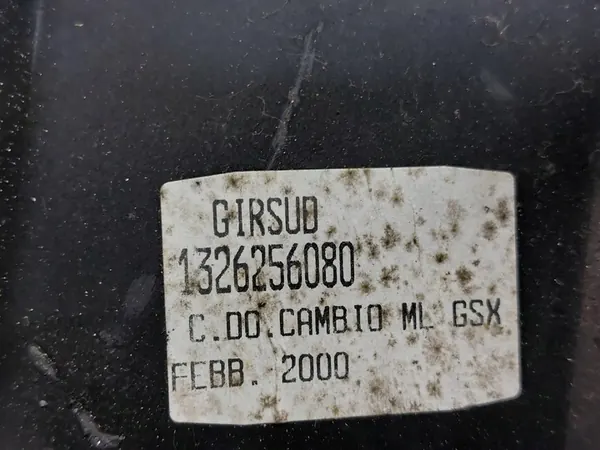 GIRSUD
1326256080
C.DO.CAMBIO ML GSX
FEBB. 2000